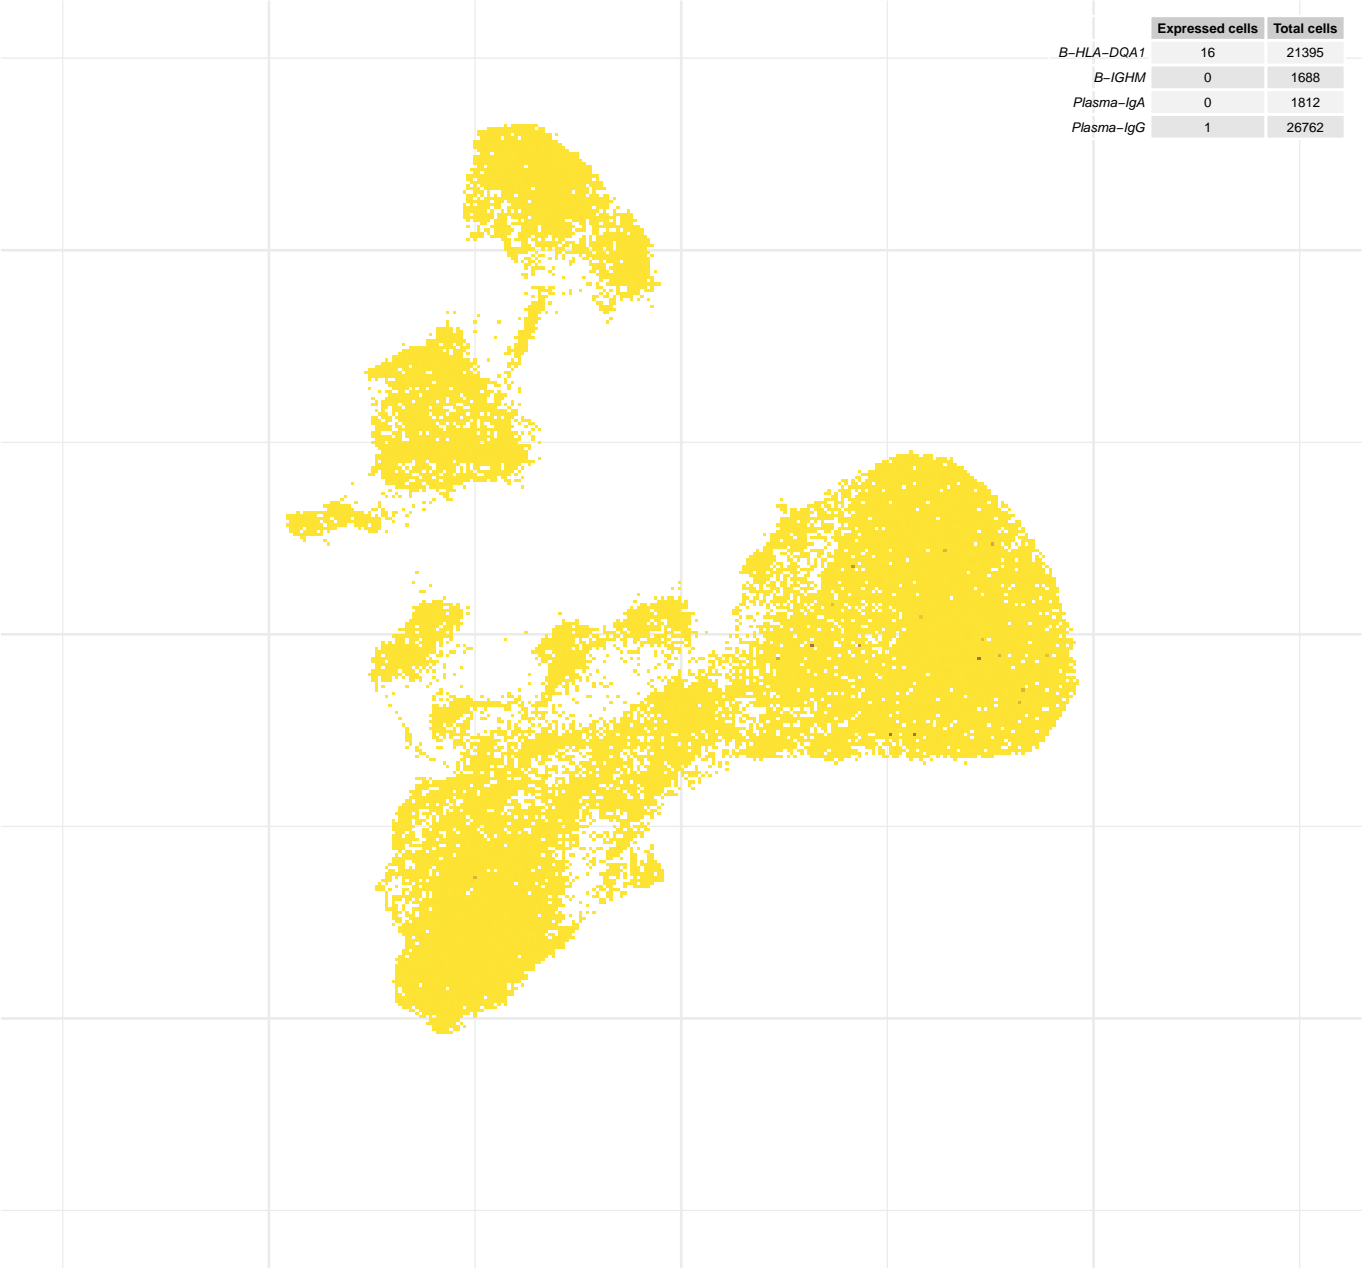 Expressed cells Total cells
B−HLA−DQA1 16 21395
B−IGHM 0 1688
Plasma−IgA 0 1812
Plasma−IgG 1 26762